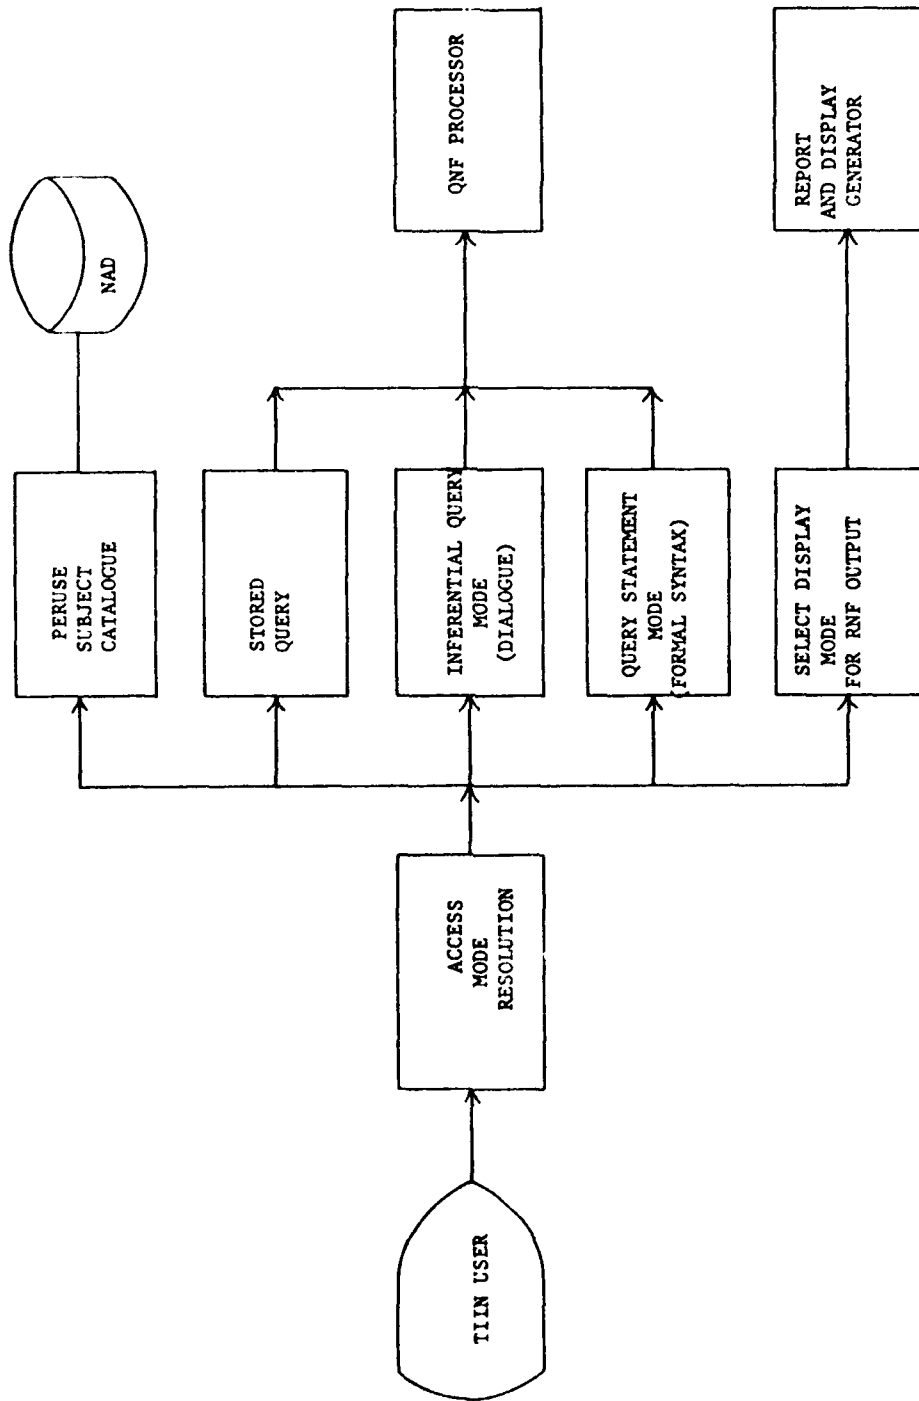 TIIN USER
ACCESS
MODE
RESOLUTION
PERUSE
SUBJECT
CATALOGUE
NAD
STORED
QUERY
INFERENTIAL QUERY
MODE
(DIALOGUE)
QUERY STATEMENT
MODE
(FORMAL SYNTAX)
QNF PROCESSOR
SELECT DISPLAY
MODE
FOR RNF OUTPUT
REPORT
AND DISPLAY
GENERATOR